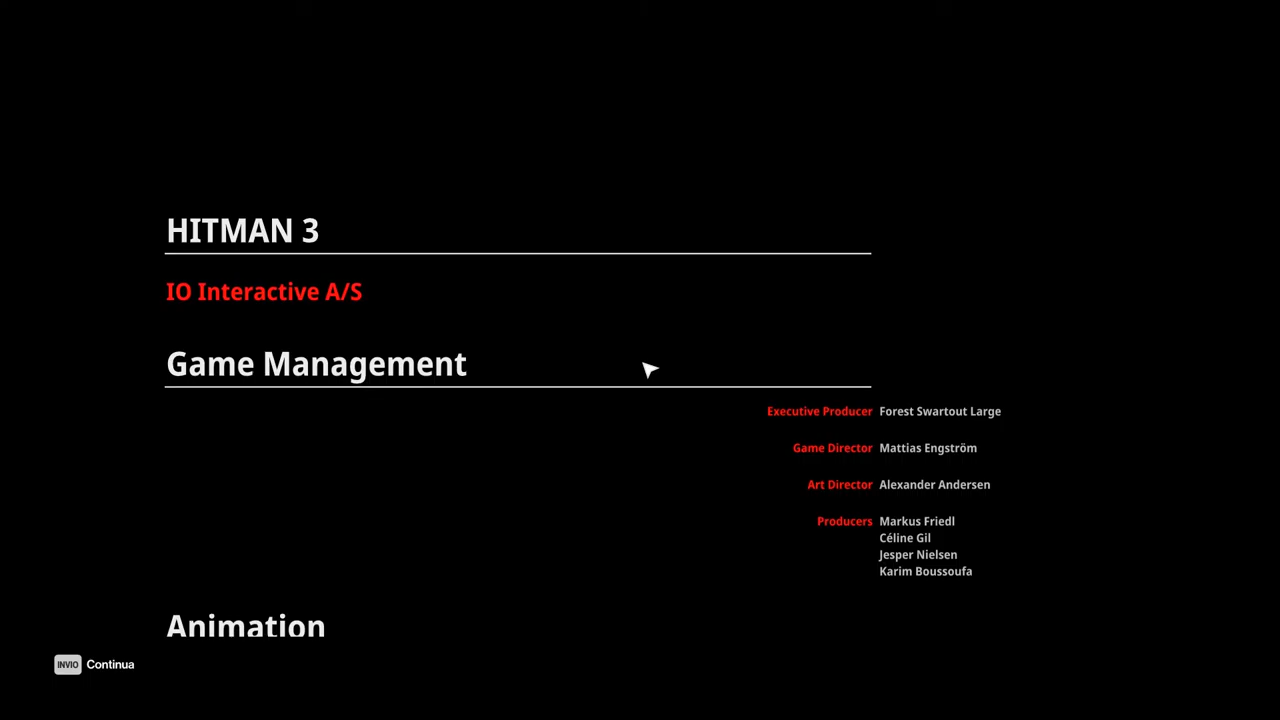 HITMAN 3
IO Interactive A/S
Game Management
Executive Producer Forest Swartout Large
Game Director Mattias Engström
Art Director Alexander Andersen
Producers Markus Friedl
Céline Gil
Jesper Nielsen
Karim Boussoufa
Animation
INVIO Continua